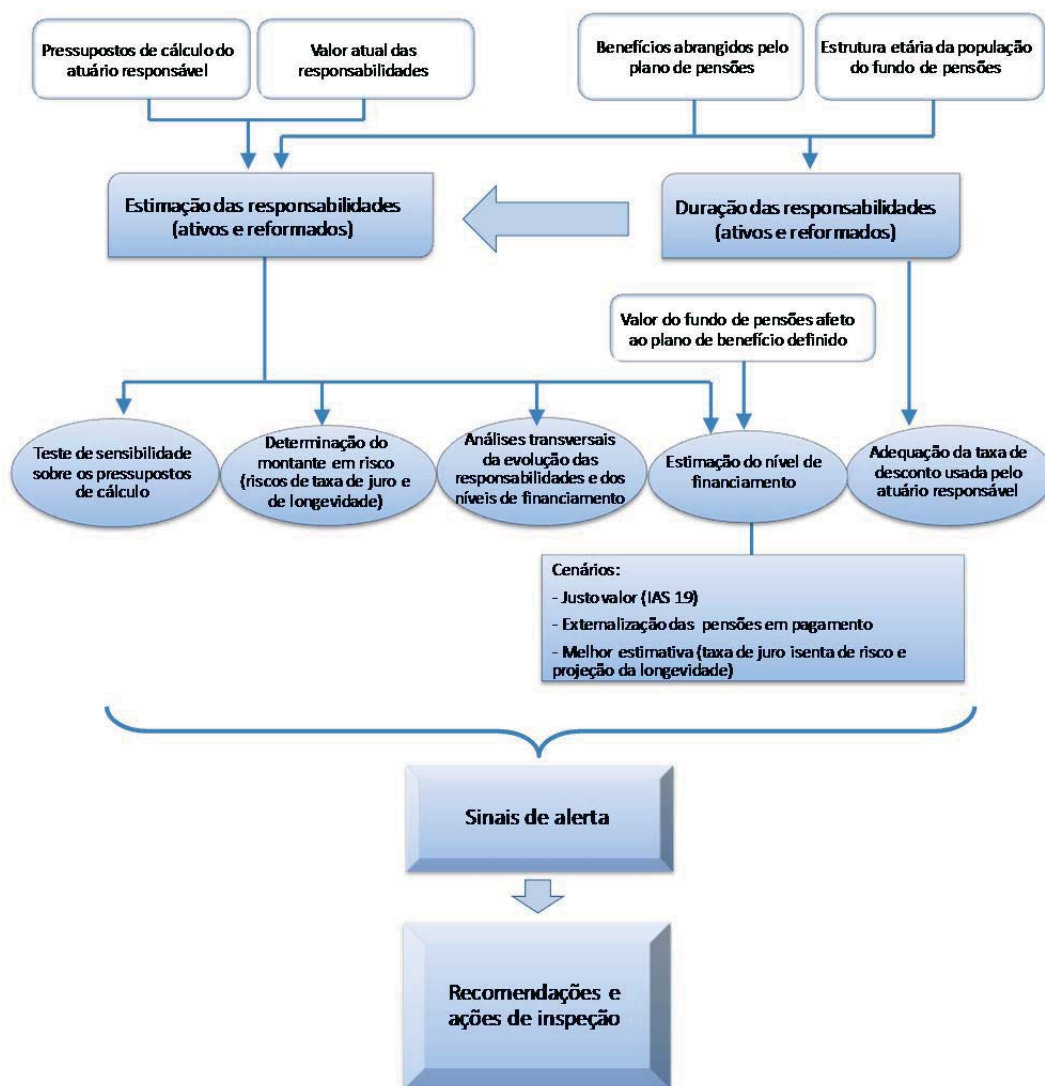 Pressupostos de cálculo do
atuário responsável
Valor atual das
responsabilidades
Benefícios abrangidos pelo
plano de pensões
Estrutura etária da população
do fundo de pensões
Estimação das responsabilidades
(ativos e reformados)
Duração das responsabilidades
(ativos e reformados)
Valor do fundo de pensões afeto
ao plano de benefício definido
Teste de sensibilidade
sobre os pressupostos
de cálculo
Determinação do
montante em risco
(riscos de taxa de juro e
de longevidade)
Análises transversais
da evolução das
responsabilidades e dos
níveis de financiamento
Estimação do nível de
financiamento
Adequação da taxa de
desconto usada pelo
atuário responsável
Cenários:
- Justo valor (IAS 19)
- Externalização das pensões em pagamento
- Melhor estimativa (taxa de juro isenta de risco e
projeção da longevidade)
Sinais de alerta
Recomendações e
ações de inspeção